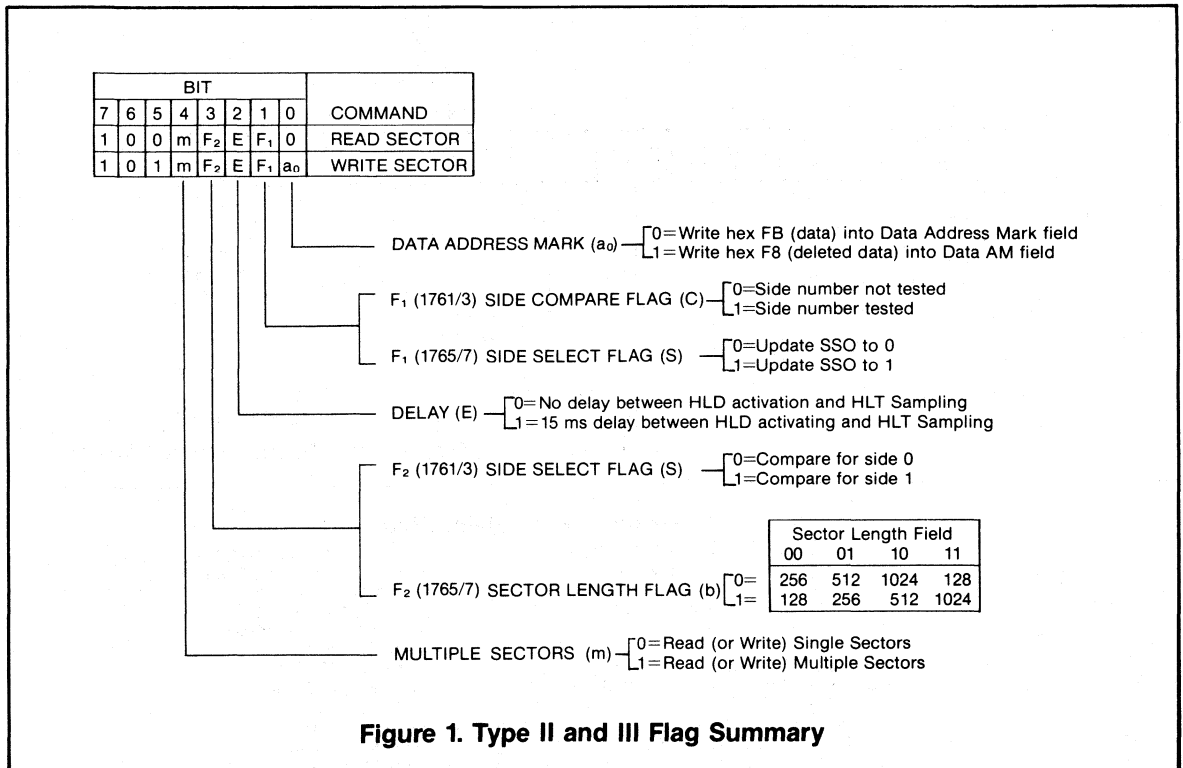 BIT
7 6 5 4 3 2 1 0 COMMAND
1 0 0 m F₂ E F₁ 0 READ SECTOR
1 0 1 m F₂ E F₁ a₀ WRITE SECTOR
DATA ADDRESS MARK (a₀) 0=Write hex FB (data) into Data Address Mark field
1=Write hex F8 (deleted data) into Data AM field
F₁ (1761/3) SIDE COMPARE FLAG (C) 0=Side number not tested
1=Side number tested
F₁ (1765/7) SIDE SELECT FLAG (S) 0=Update SSO to 0
1=Update SSO to 1
DELAY (E) 0=No delay between HLD activation and HLT Sampling
1=15 ms delay between HLD activating and HLT Sampling
F₂ (1761/3) SIDE SELECT FLAG (S) 0=Compare for side 0
1=Compare for side 1
Sector Length Field
00 01 10 11
F₂ (1765/7) SECTOR LENGTH FLAG (b) 0= 256 512 1024 128
1= 128 256 512 1024
MULTIPLE SECTORS (m) 0=Read (or Write) Single Sectors
1=Read (or Write) Multiple Sectors
Figure 1. Type II and III Flag Summary